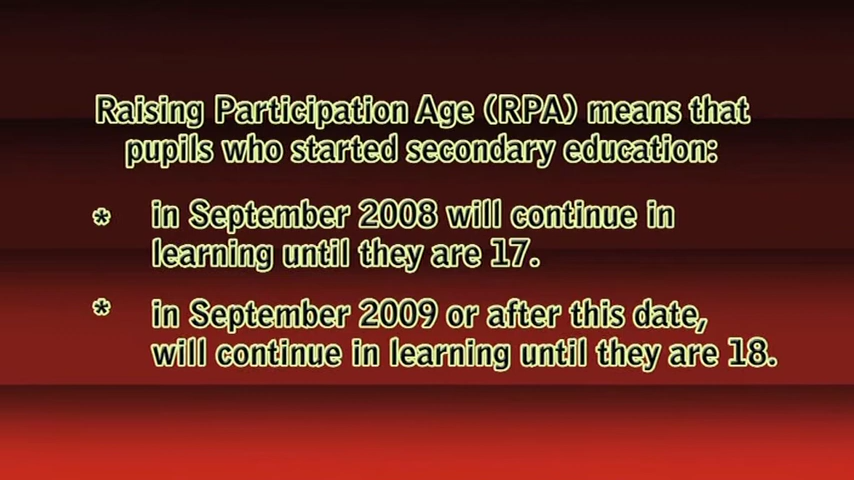 Raising Participation Age (RPA) means that
pupils who started secondary education:
* in September 2008 will continue in
learning until they are 17.
* in September 2009 or after this date,
will continue in learning until they are 18.